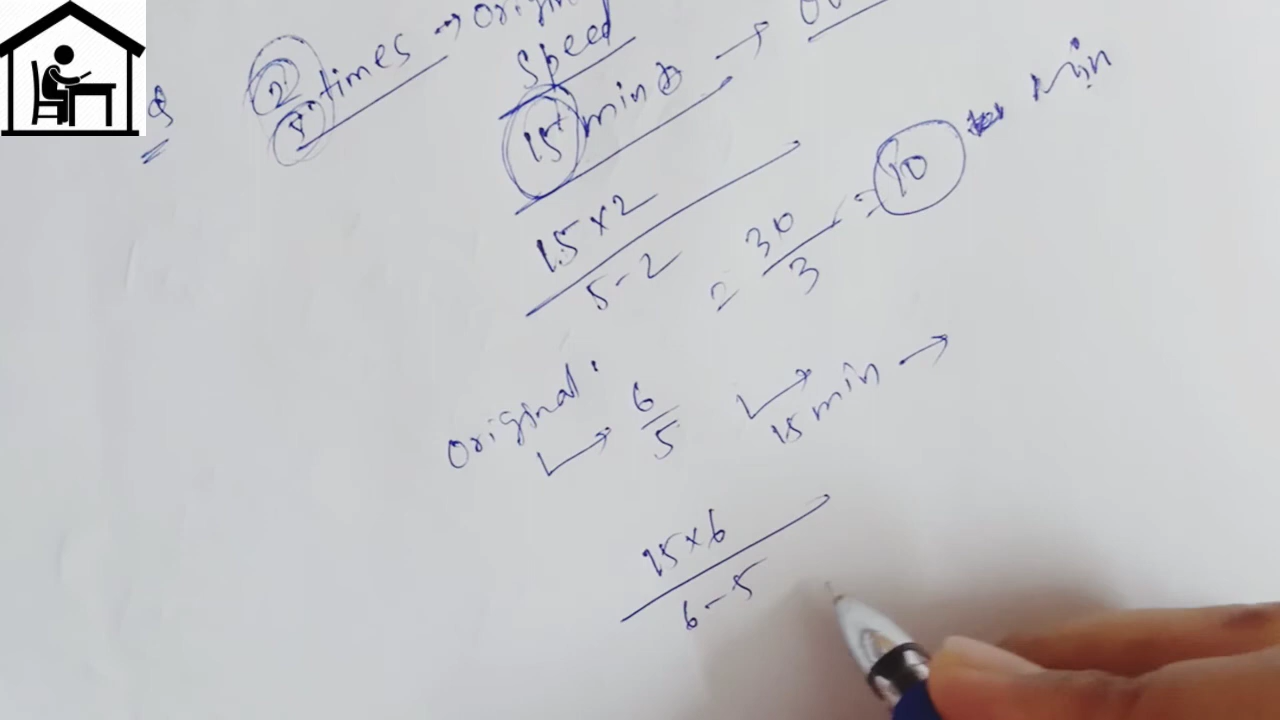 Q 2/5 times → Origin
Speed
15 min →
15×2/5-2 = 30/3 = 10 Min
Original:
→ 6/5 → 15 min →
15×6/6-5